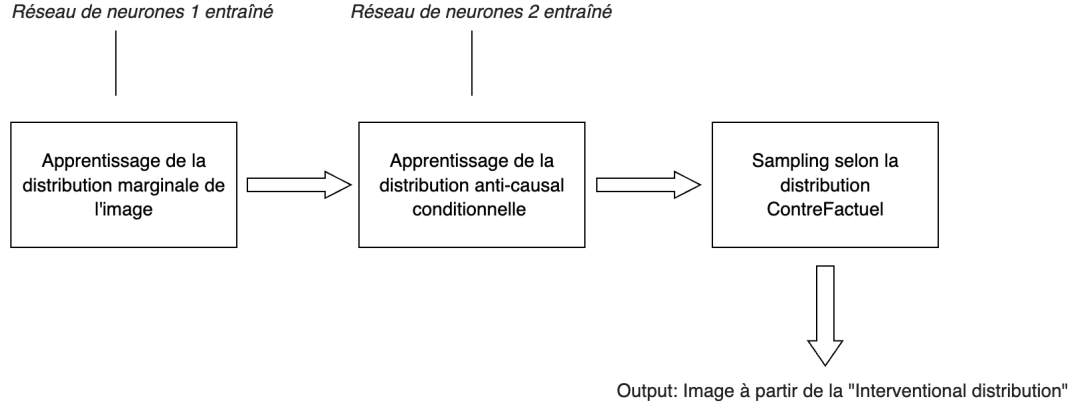 Réseau de neurones 1 entraîné
Réseau de neurones 2 entraîné
Apprentissage de la
distribution marginale de
l'image
Apprentissage de la
distribution anti-causal
conditionnelle
Sampling selon la
distribution
ContreFactuel
Output: Image à partir de la "Interventional distribution"